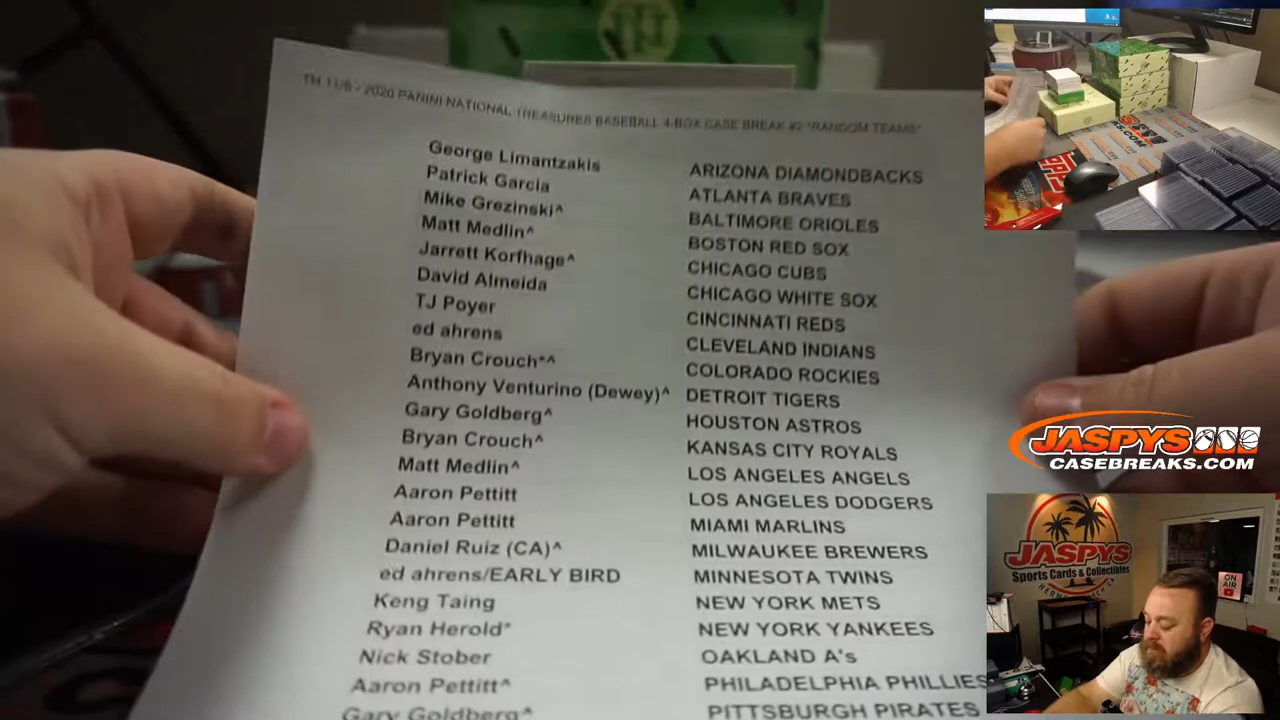 TH 11/5 - 2020 PANINI NATIONAL TREASURES BASEBALL 4-BOX CASE BREAK #2 *RANDOM TEAMS*
George Limantzakis ARIZONA DIAMONDBACKS
Patrick Garcia ATLANTA BRAVES
Mike Grezinski^ BALTIMORE ORIOLES
Matt Medlin^ BOSTON RED SOX
Jarrett Korfhage^ CHICAGO CUBS
David Almeida CHICAGO WHITE SOX
TJ Poyer CINCINNATI REDS
ed ahrens CLEVELAND INDIANS
Bryan Crouch*^ COLORADO ROCKIES
Anthony Venturino (Dewey)^ DETROIT TIGERS
Gary Goldberg^ HOUSTON ASTROS
Bryan Crouch^ KANSAS CITY ROYALS
Matt Medlin^ LOS ANGELES ANGELS
Aaron Pettitt LOS ANGELES DODGERS
Aaron Pettitt MIAMI MARLINS
Daniel Ruiz (CA)^ MILWAUKEE BREWERS
ed ahrens/EARLY BIRD MINNESOTA TWINS
Keng Taing NEW YORK METS
Ryan Herold* NEW YORK YANKEES
Nick Stober OAKLAND A's
Aaron Pettitt^ PHILADELPHIA PHILLIES
Gary Goldberg^ PITTSBURGH PIRATES
JASPYS
CASEBREAKS.COM
JASPYS
Sports Cards & Collectibles
ON AIR